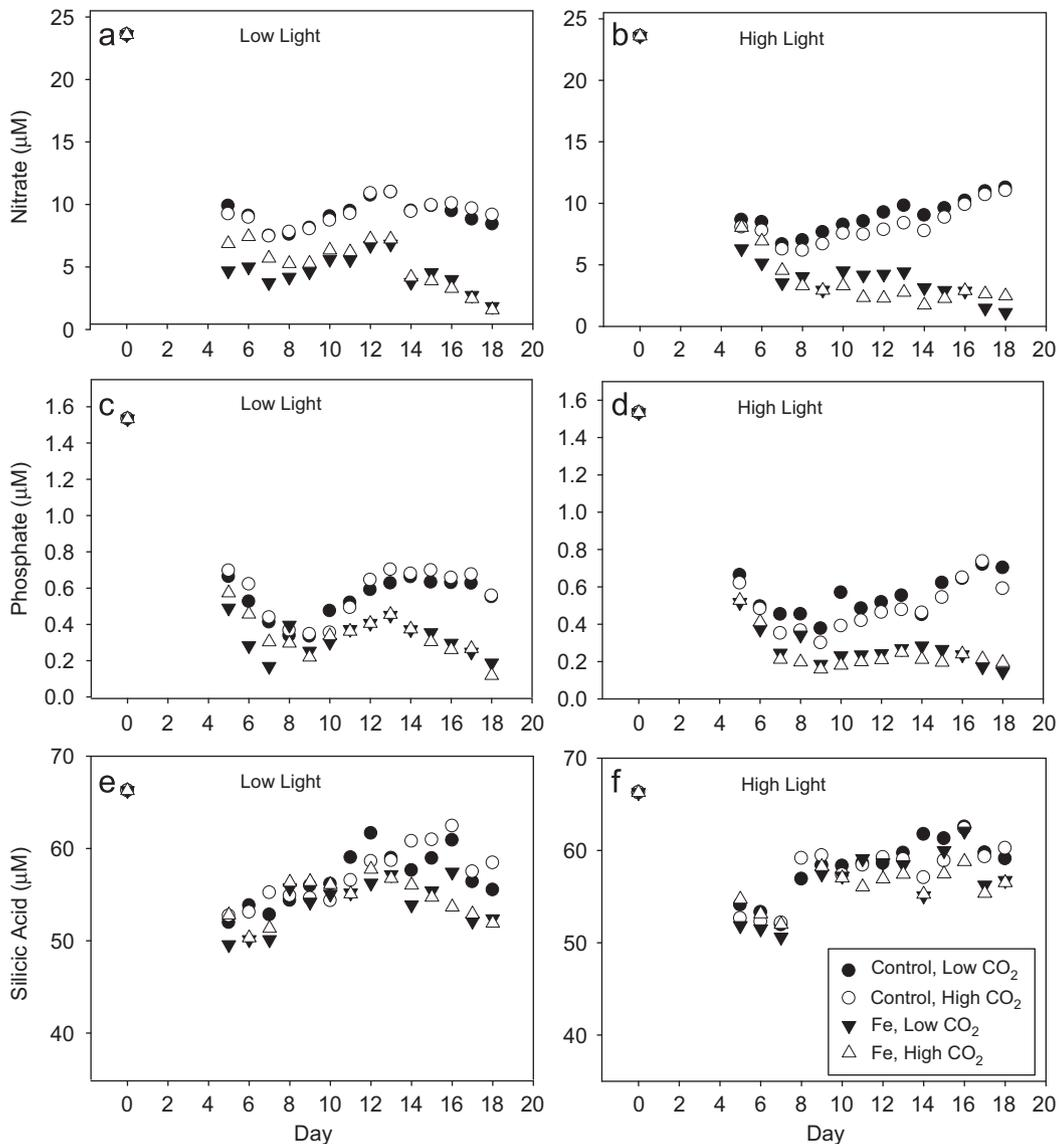 a
Low Light
25
20
15
10
5
0
Nitrate (μM)
0 2 4 6 8 10 12 14 16 18 20
b
High Light
25
20
15
10
5
0
0 2 4 6 8 10 12 14 16 18 20
c
Low Light
1.6
1.4
1.2
1.0
0.8
0.6
0.4
0.2
0.0
Phosphate (μM)
0 2 4 6 8 10 12 14 16 18 20
d
High Light
1.6
1.4
1.2
1.0
0.8
0.6
0.4
0.2
0.0
0 2 4 6 8 10 12 14 16 18 20
e
Low Light
70
60
50
40
Silicic Acid (μM)
0 2 4 6 8 10 12 14 16 18 20
Day
f
High Light
70
60
50
40
Control, Low CO2
Control, High CO2
Fe, Low CO2
Fe, High CO2
0 2 4 6 8 10 12 14 16 18 20
Day